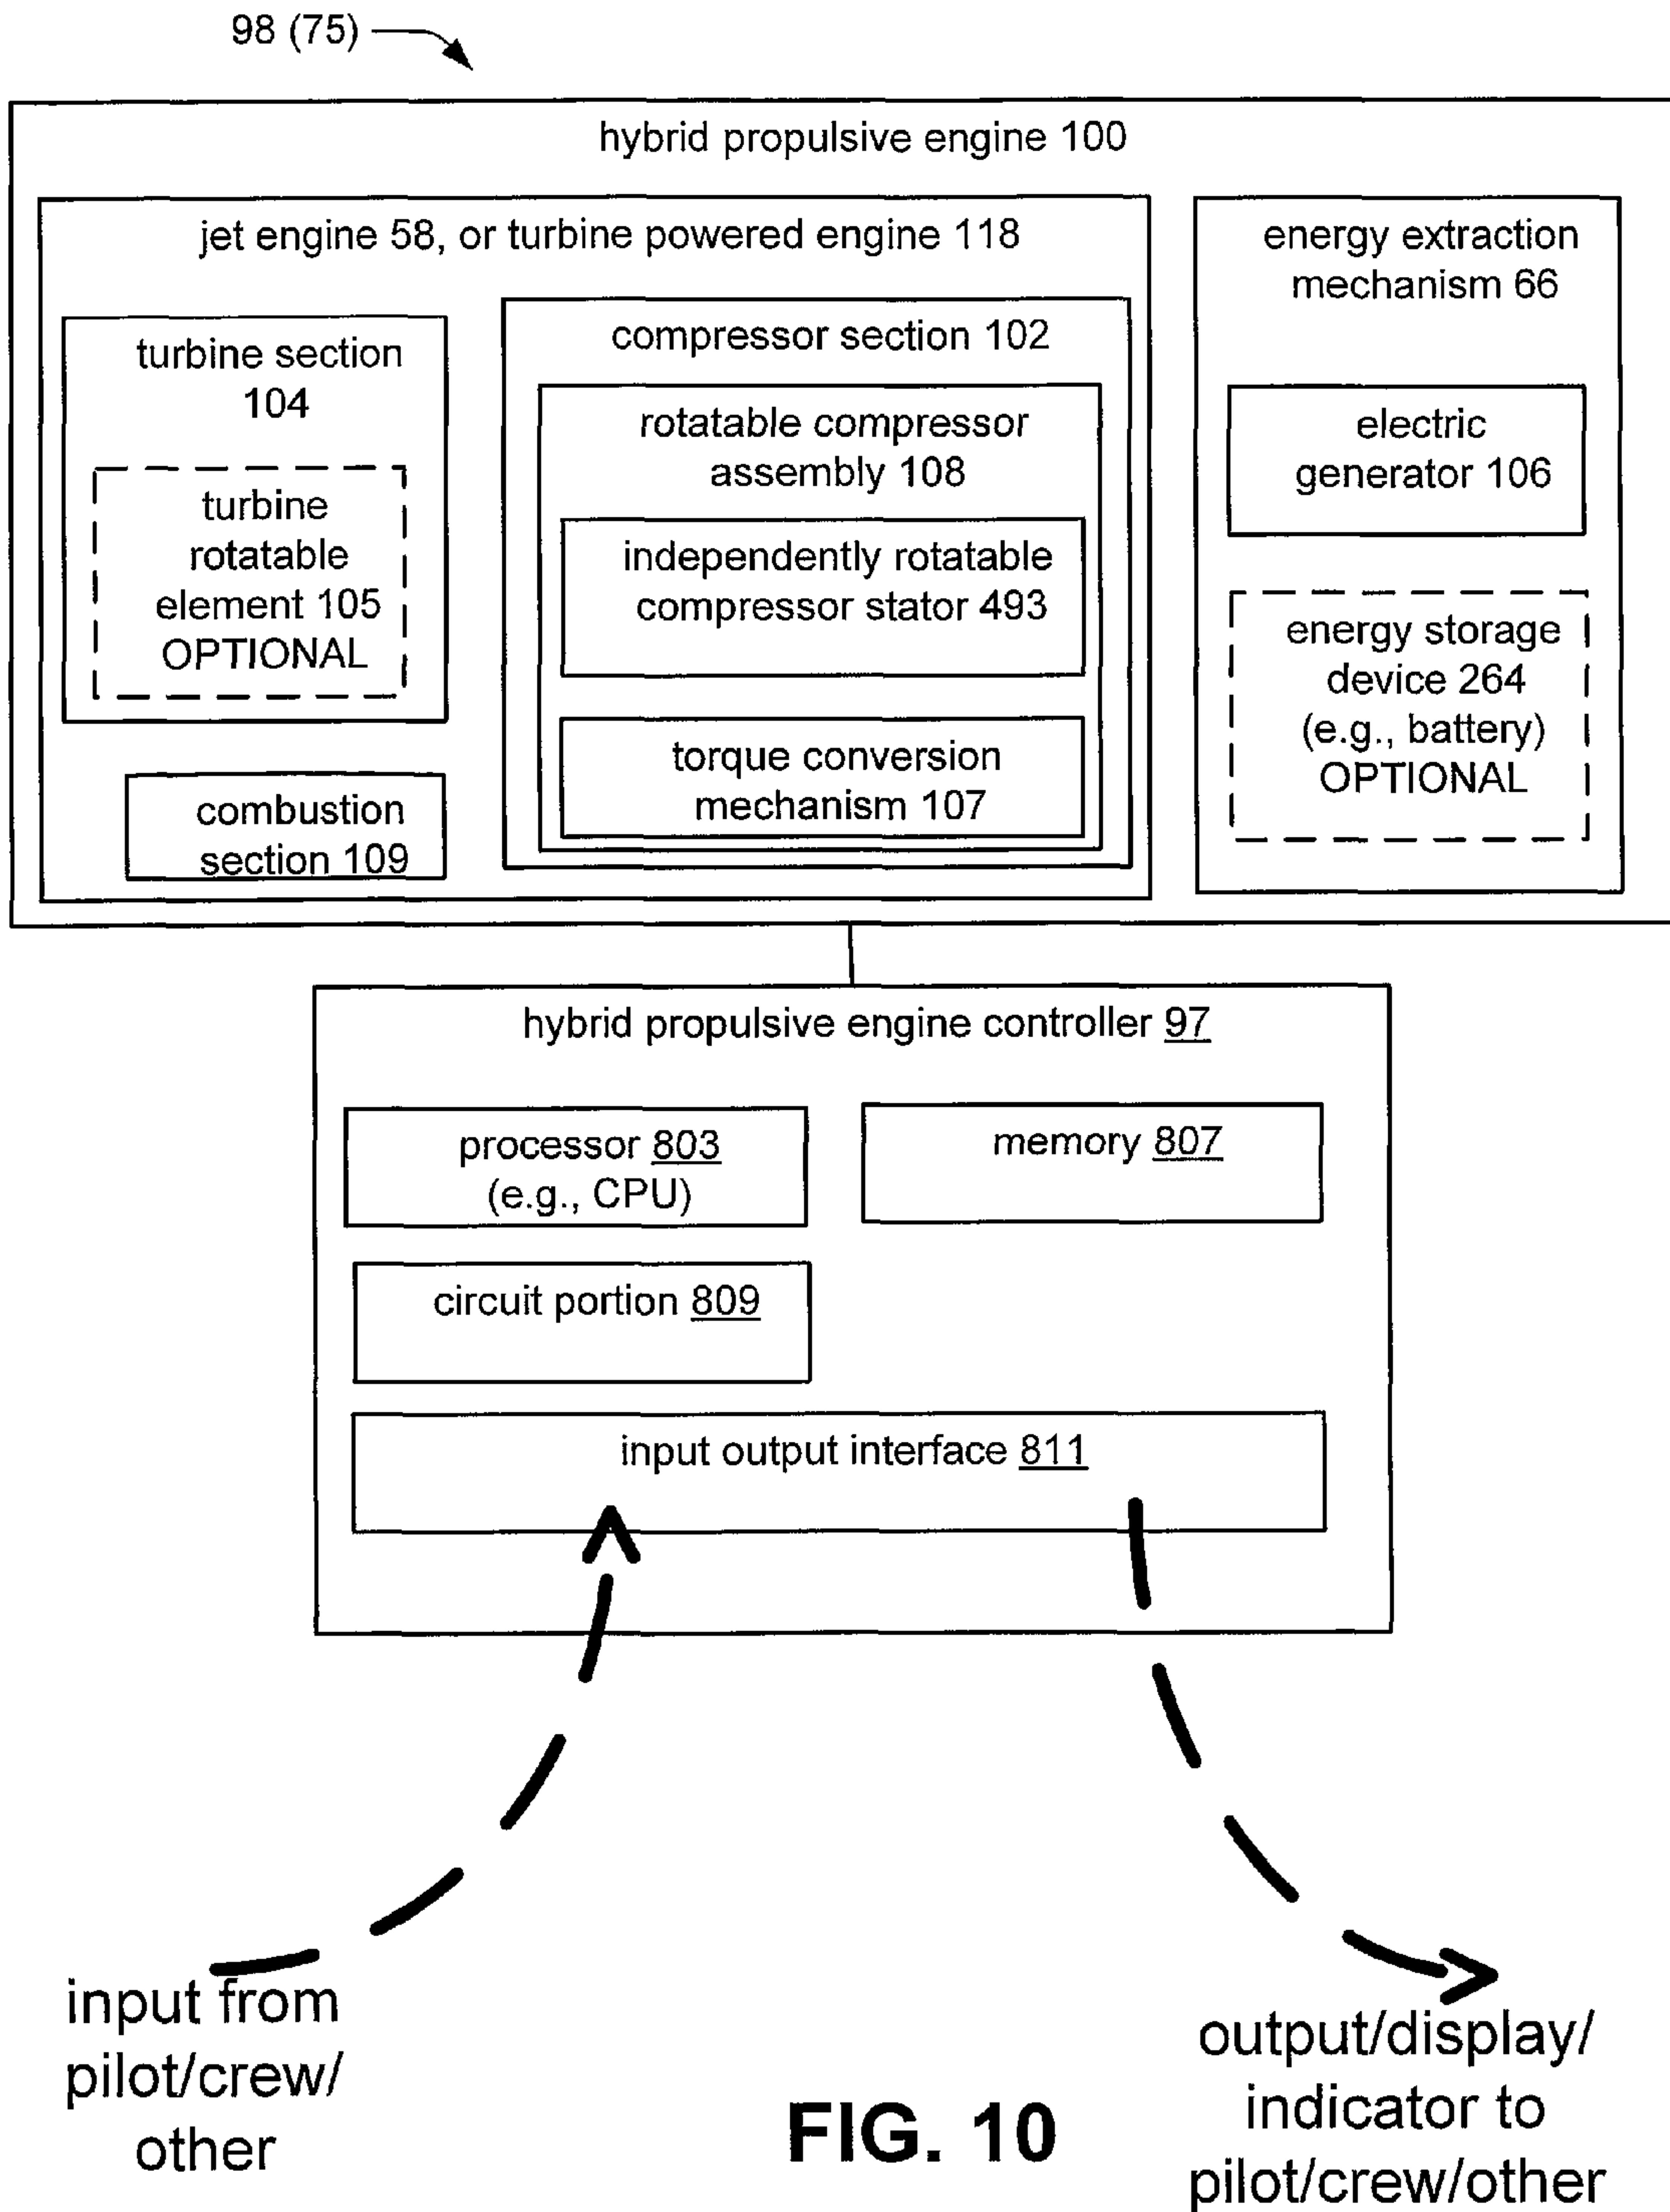 98 (75)
hybrid propulsive engine 100
jet engine 58, or turbine powered engine 118
turbine section
104
turbine
rotatable
element 105
OPTIONAL
combustion
section 109
compressor section 102
rotatable compressor
assembly 108
independently rotatable
compressor stator 493
torque conversion
mechanism 107
energy extraction
mechanism 66
electric
generator 106
energy storage
device 264
(e.g., battery)
OPTIONAL
hybrid propulsive engine controller 97
processor 803
(e.g., CPU)
memory 807
circuit portion 809
input output interface 811
input from
pilot/crew/
other
output/display/
indicator to
pilot/crew/other
FIG. 10